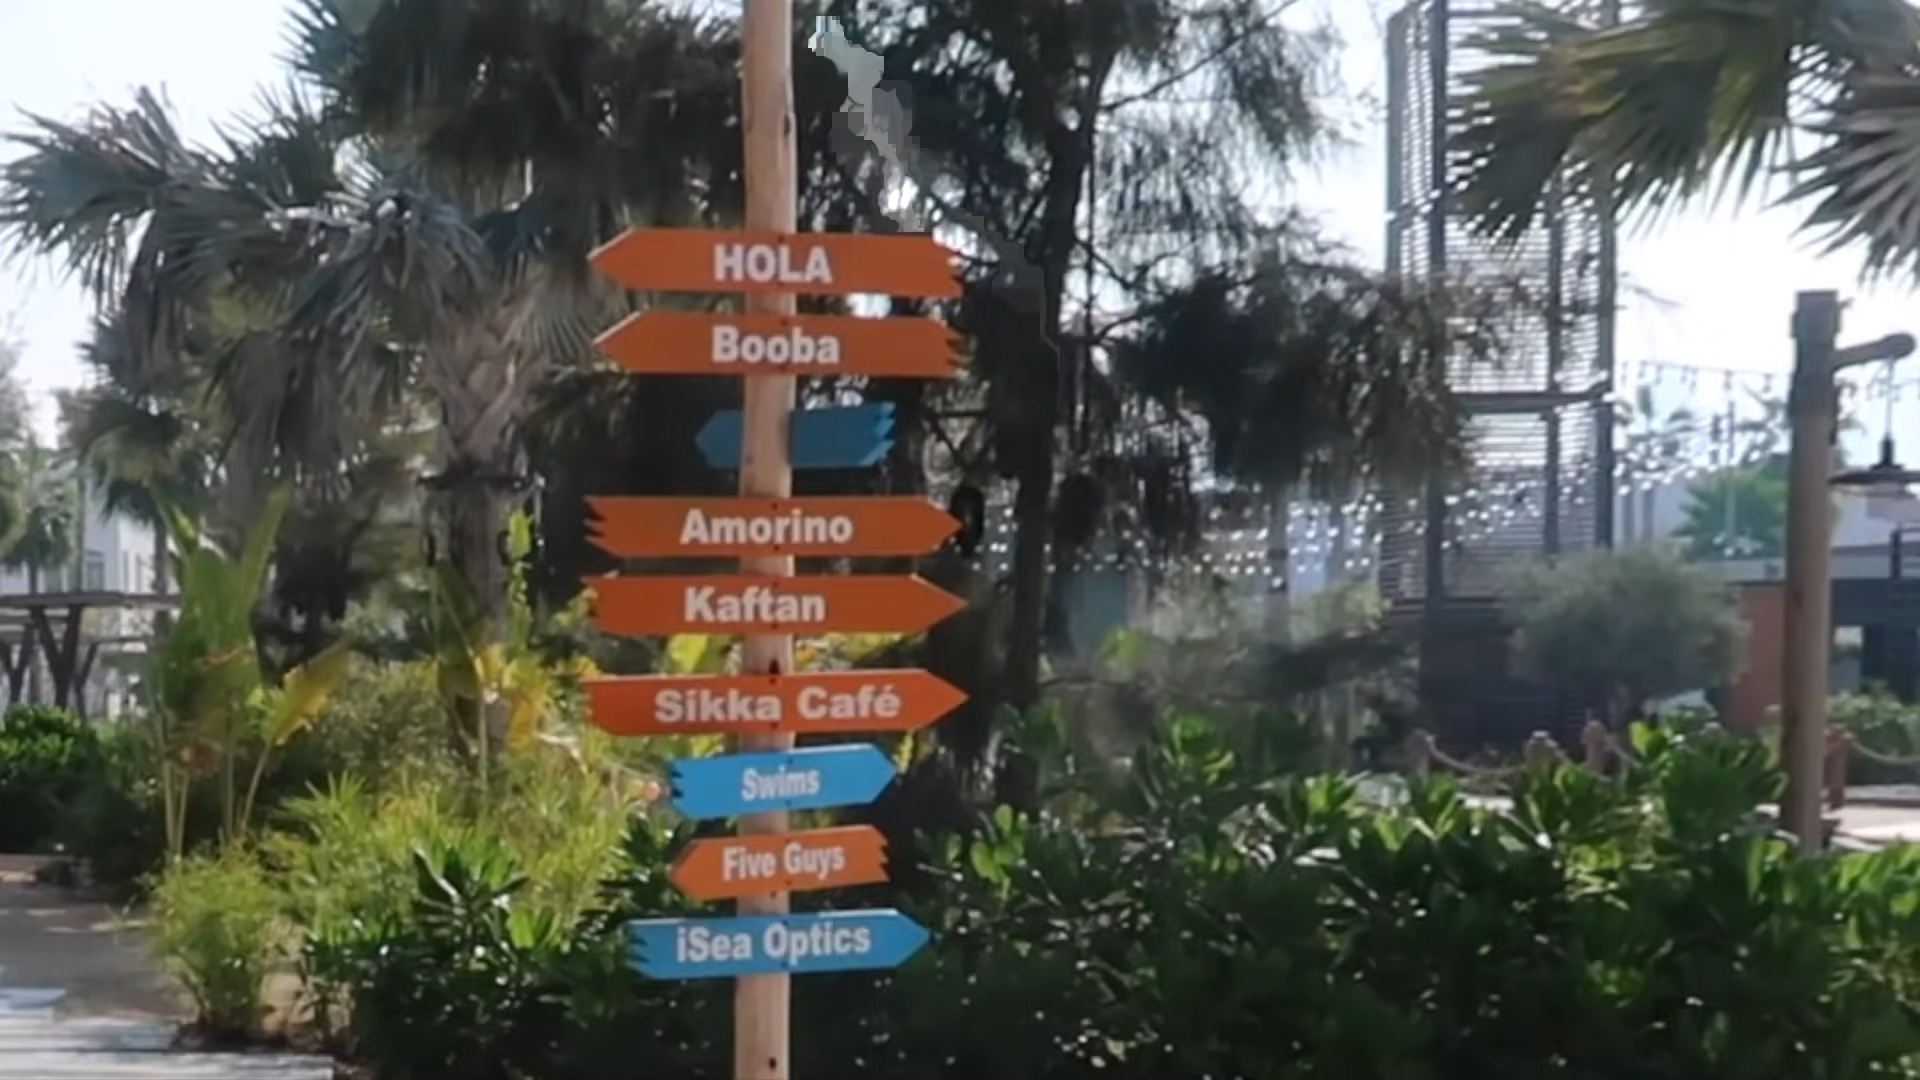 HOLA
Booba
Amorino
Kaftan
Sikka Café
Swims
Five Guys
iSea Optics